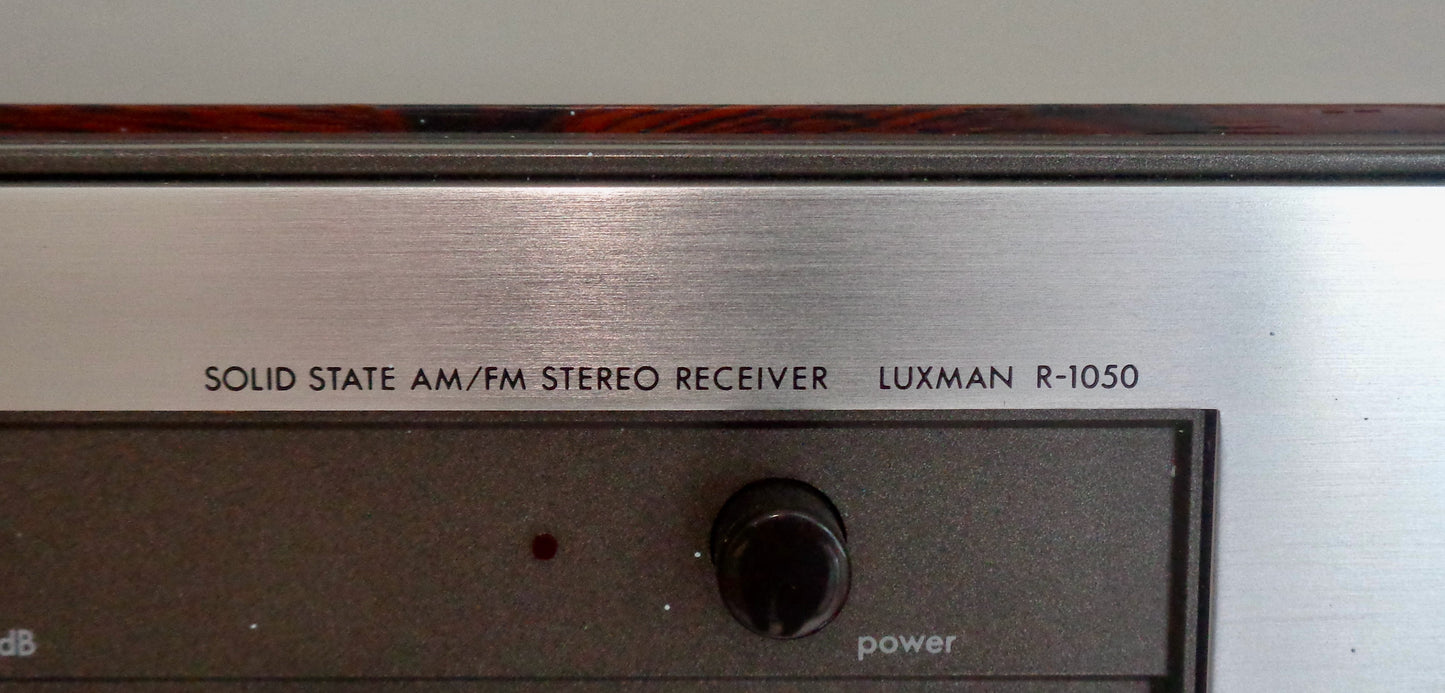 SOLID STATE AM/FM STEREO RECEIVER LUXMAN R-1050
dB
power